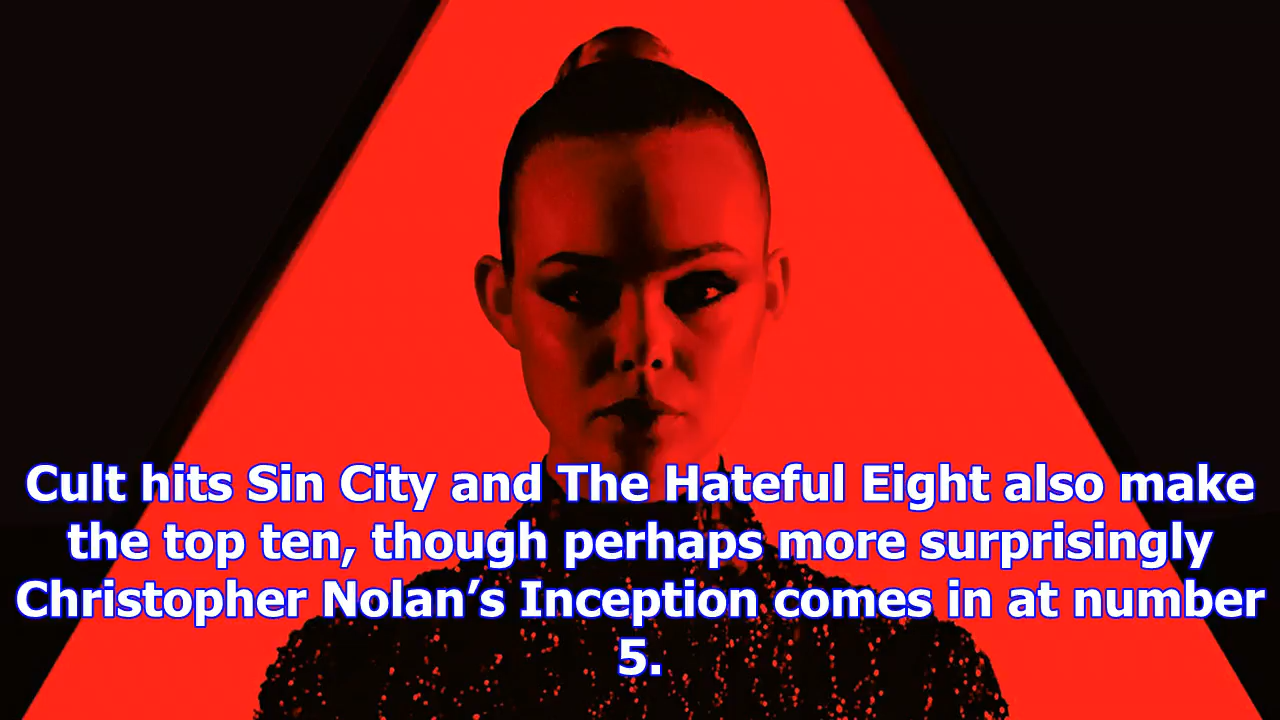 Cult hits Sin City and The Hateful Eight also make
the top ten, though perhaps more surprisingly
Christopher Nolan’s Inception comes in at number
5.